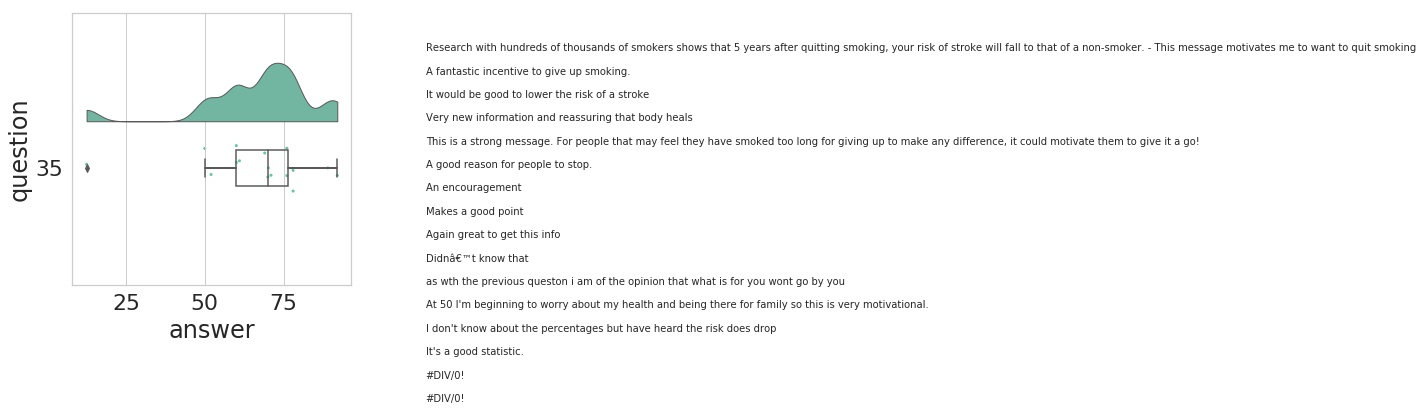 Research with hundreds of thousands of smokers shows that 5 years after quitting smoking, your risk of stroke will fall to that of a non-smoker. - This message motivates me to want to quit smoking
A fantastic incentive to give up smoking.
It would be good to lower the risk of a stroke
Very new information and reassuring that body heals
This is a strong message. For people that may feel they have smoked too long for giving up to make any difference, it could motivate them to give it a go!
A good reason for people to stop.
An encouragement
Makes a good point
Again great to get this info
Didnâ€™t know that
as wth the previous queston i am of the opinion that what is for you wont go by you
At 50 I'm beginning to worry about my health and being there for family so this is very motivational.
I don't know about the percentages but have heard the risk does drop
It's a good statistic.
#DIV/0!
#DIV/0!
question
35
25 50 75
answer